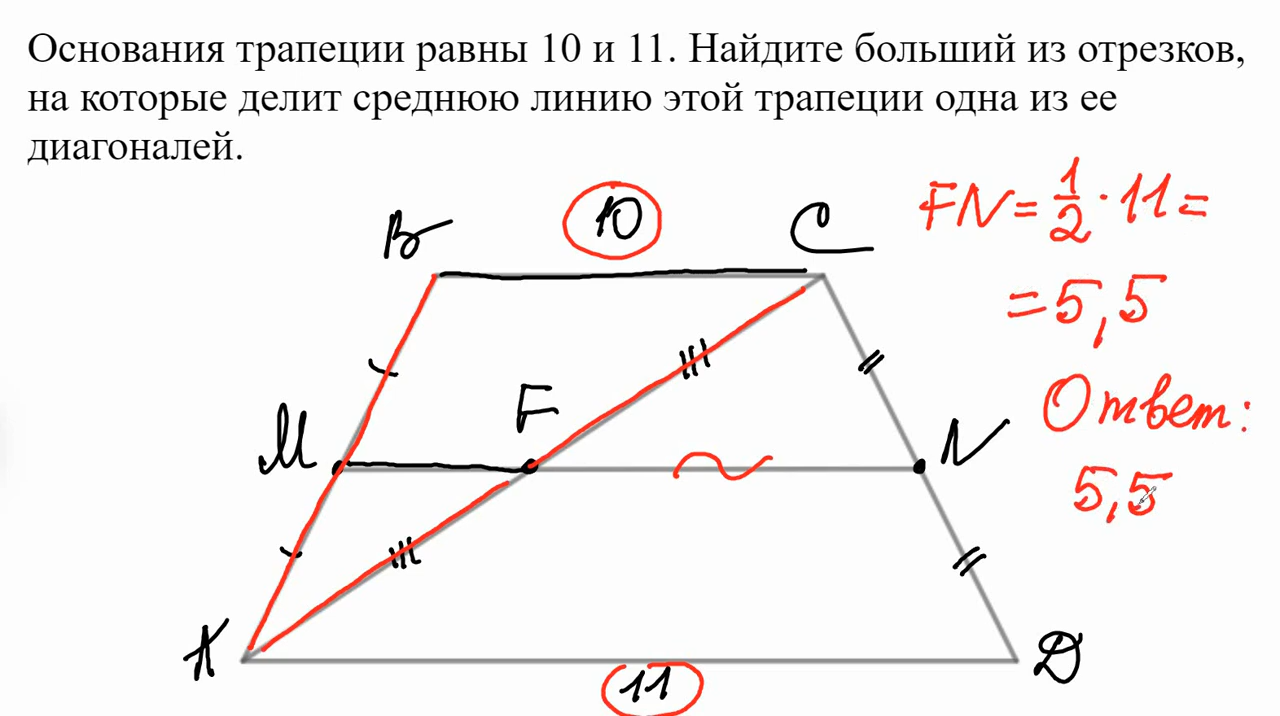 Основания трапеции равны 10 и 11. Найдите больший из отрезков,
на которые делит среднюю линию этой трапеции одна из ее
диагоналей.
FN = 1/2 · 11 =
= 5,5
Ответ:
5,5
B
10
C
F
M
N
A
11
D